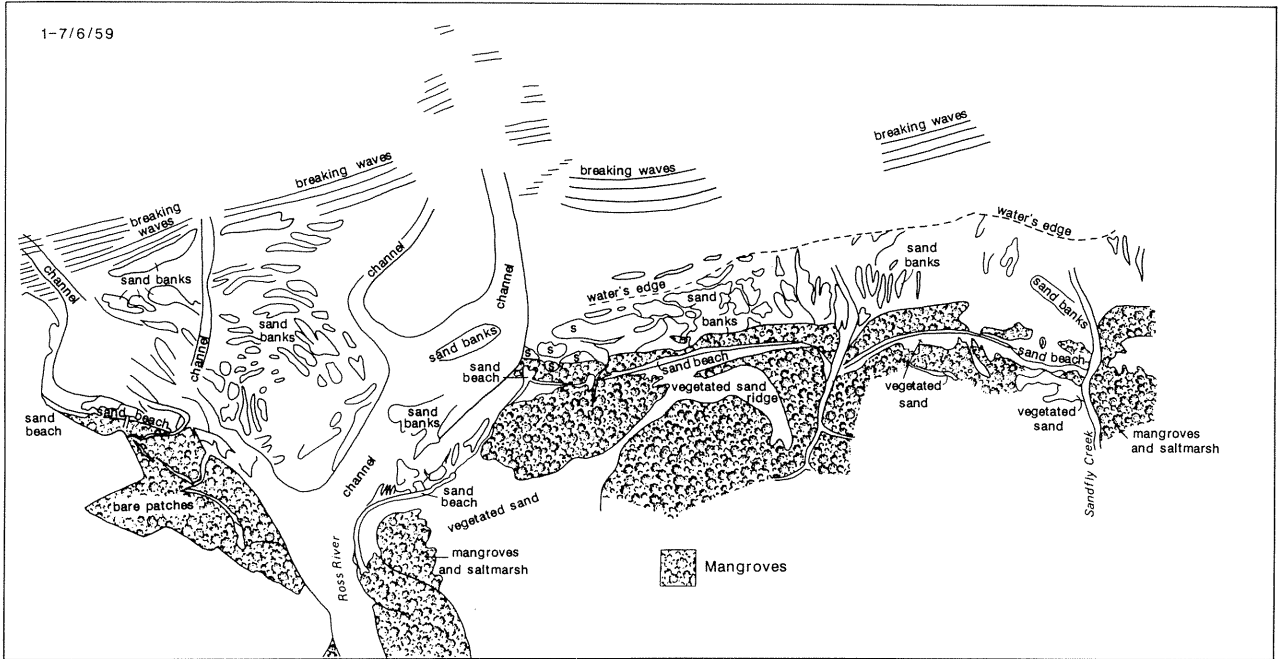 1-7/6/59
breaking waves
breaking waves
breaking
waves
breaking waves
water's edge
channel
sand banks
channel
sand
banks
channel
channel
sand banks
water's edge
sand
banks
s
s
s
s
s
sand
banks
sand banks
sand beach
sand
beach
sand beach
sand
beach
sand beach
vegetated sand
ridge
vegetated
sand
vegetated
sand
sand
banks
channel
sand
beach
vegetated sand
bare patches
mangroves
and saltmarsh
Sandfly Creek
Ross River
mangroves
and saltmarsh
Mangroves